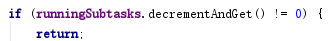 if (runningSubtasks.decrementAndGet() != 0) {
return;